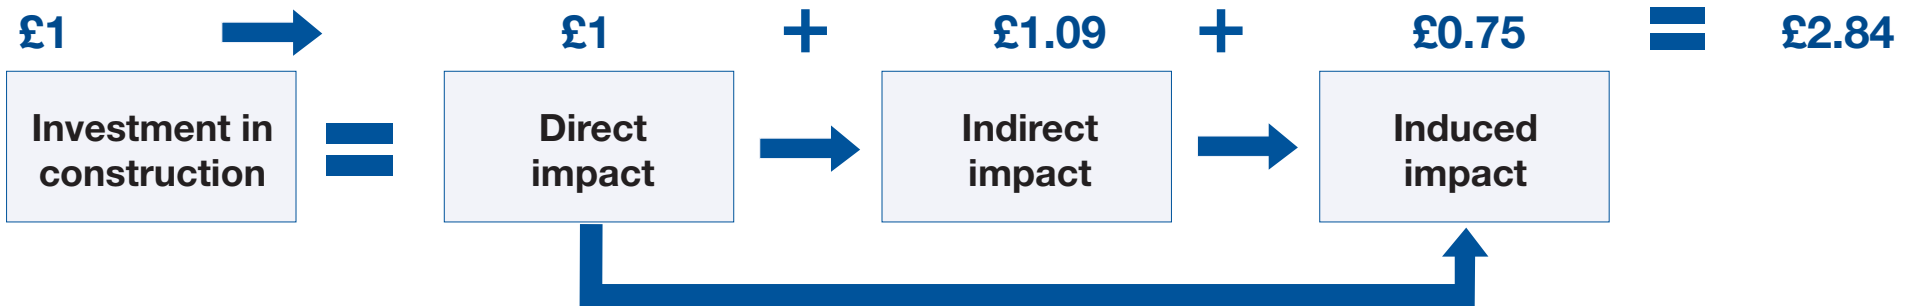 £1 £1 + £1.09 + £0.75 = £2.84
Investment in
construction
=
Direct
impact
Indirect
impact
Induced
impact